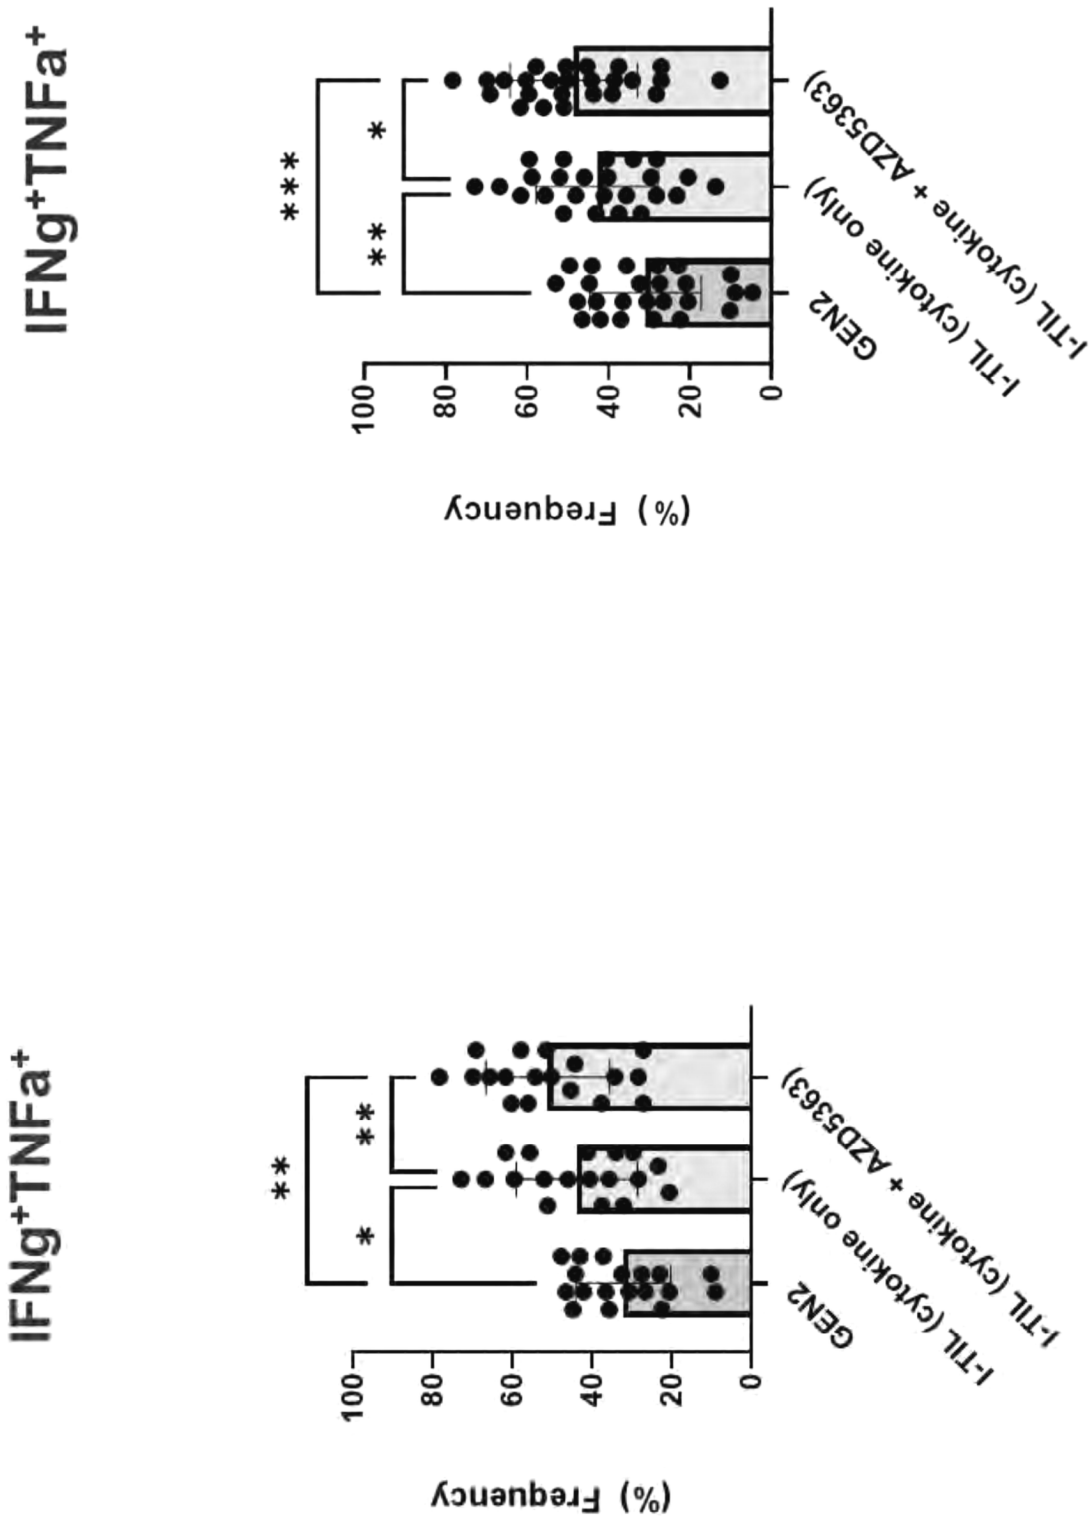 IFNg⁺TNFa⁺
***
**
*
100
80
60
40
20
0
(%) Frequency
GEN2
I-TIL (cytokine only)
I-TIL (cytokine + AZD5363)
IFNg⁺TNFa⁺
**
*
**
100
80
60
40
20
0
(%) Frequency
GEN2
I-TIL (cytokine only)
I-TIL (cytokine + AZD5363)